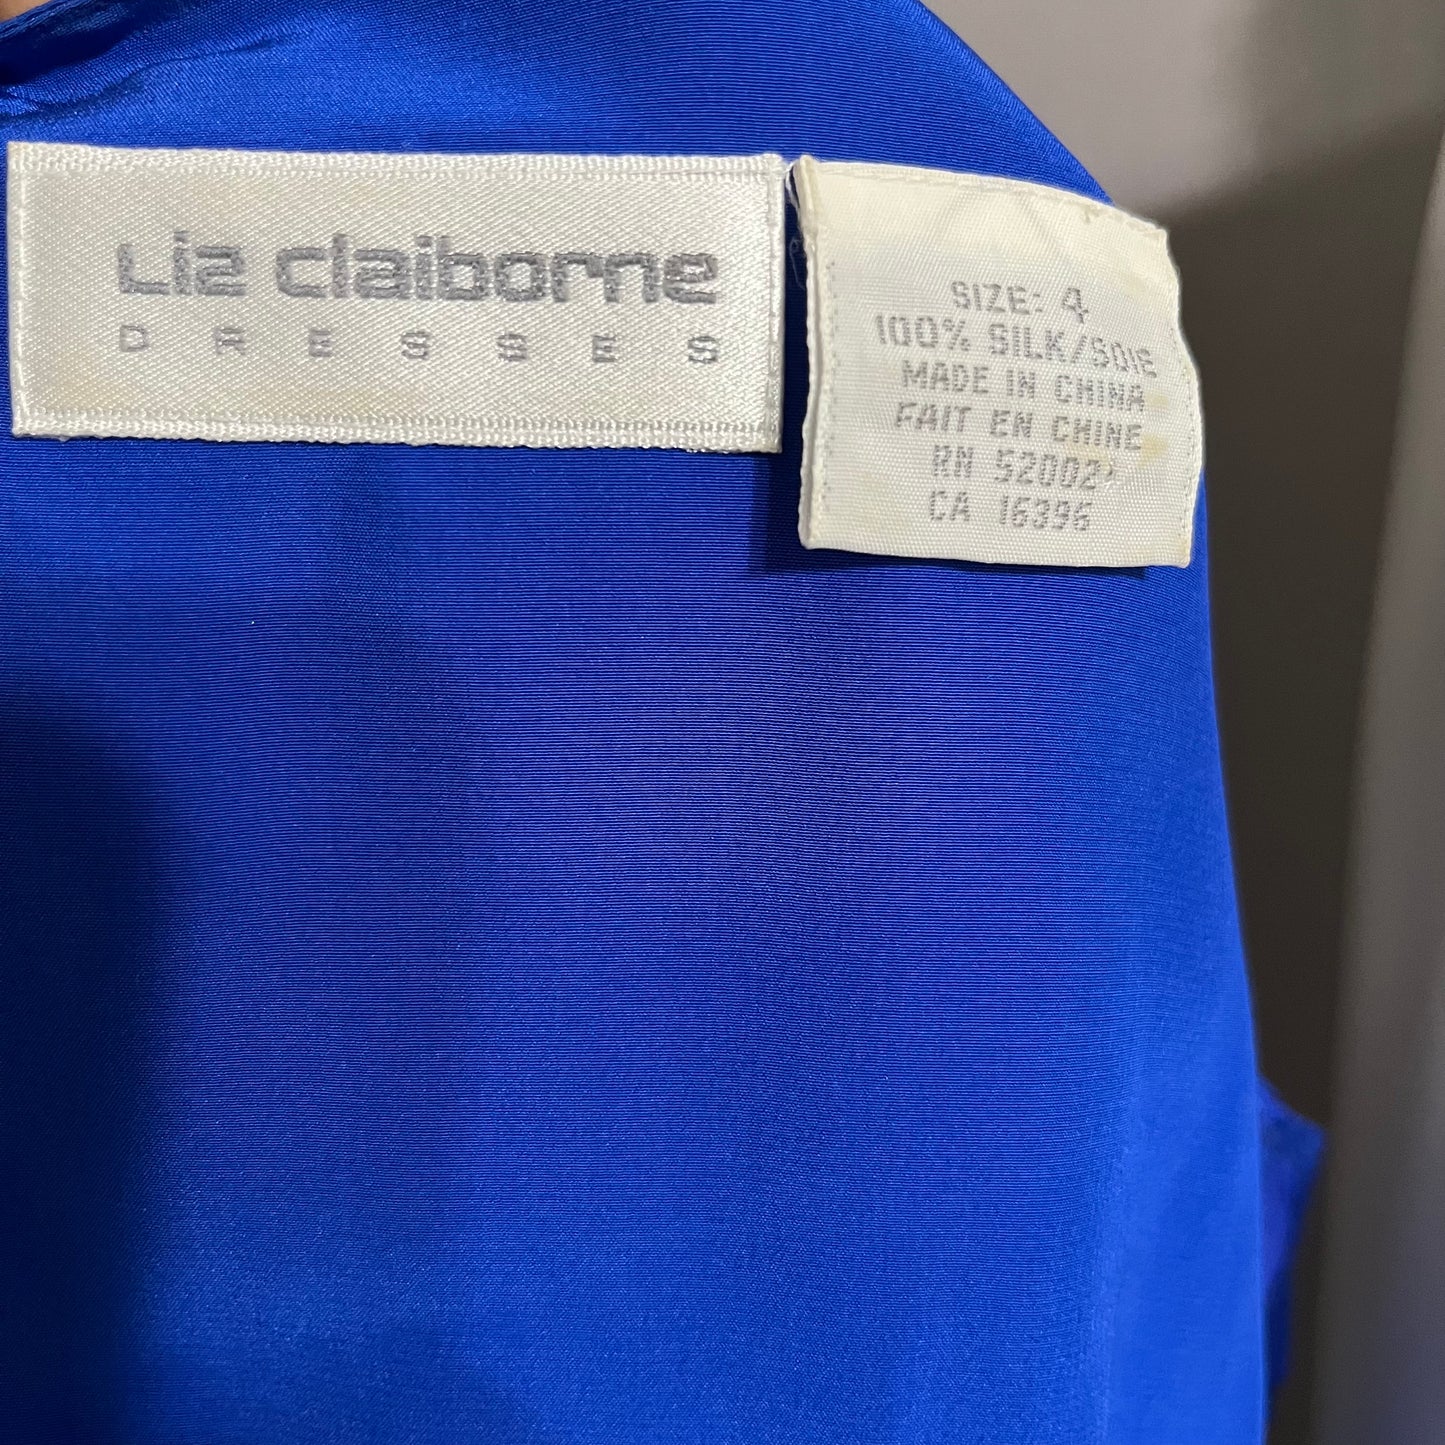 Liz claiborne
DRESSES
SIZE: 4
100% SILK/SOIE
MADE IN CHINA
FAIT EN CHINE
RN 52002
CA 16396